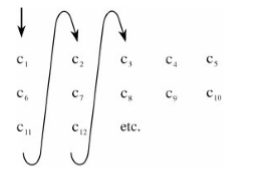 c₁ c₂ c₃ c₄ c₅
c₆ c₇ c₈ c₉ c₁₀
c₁₁ c₁₂ etc.